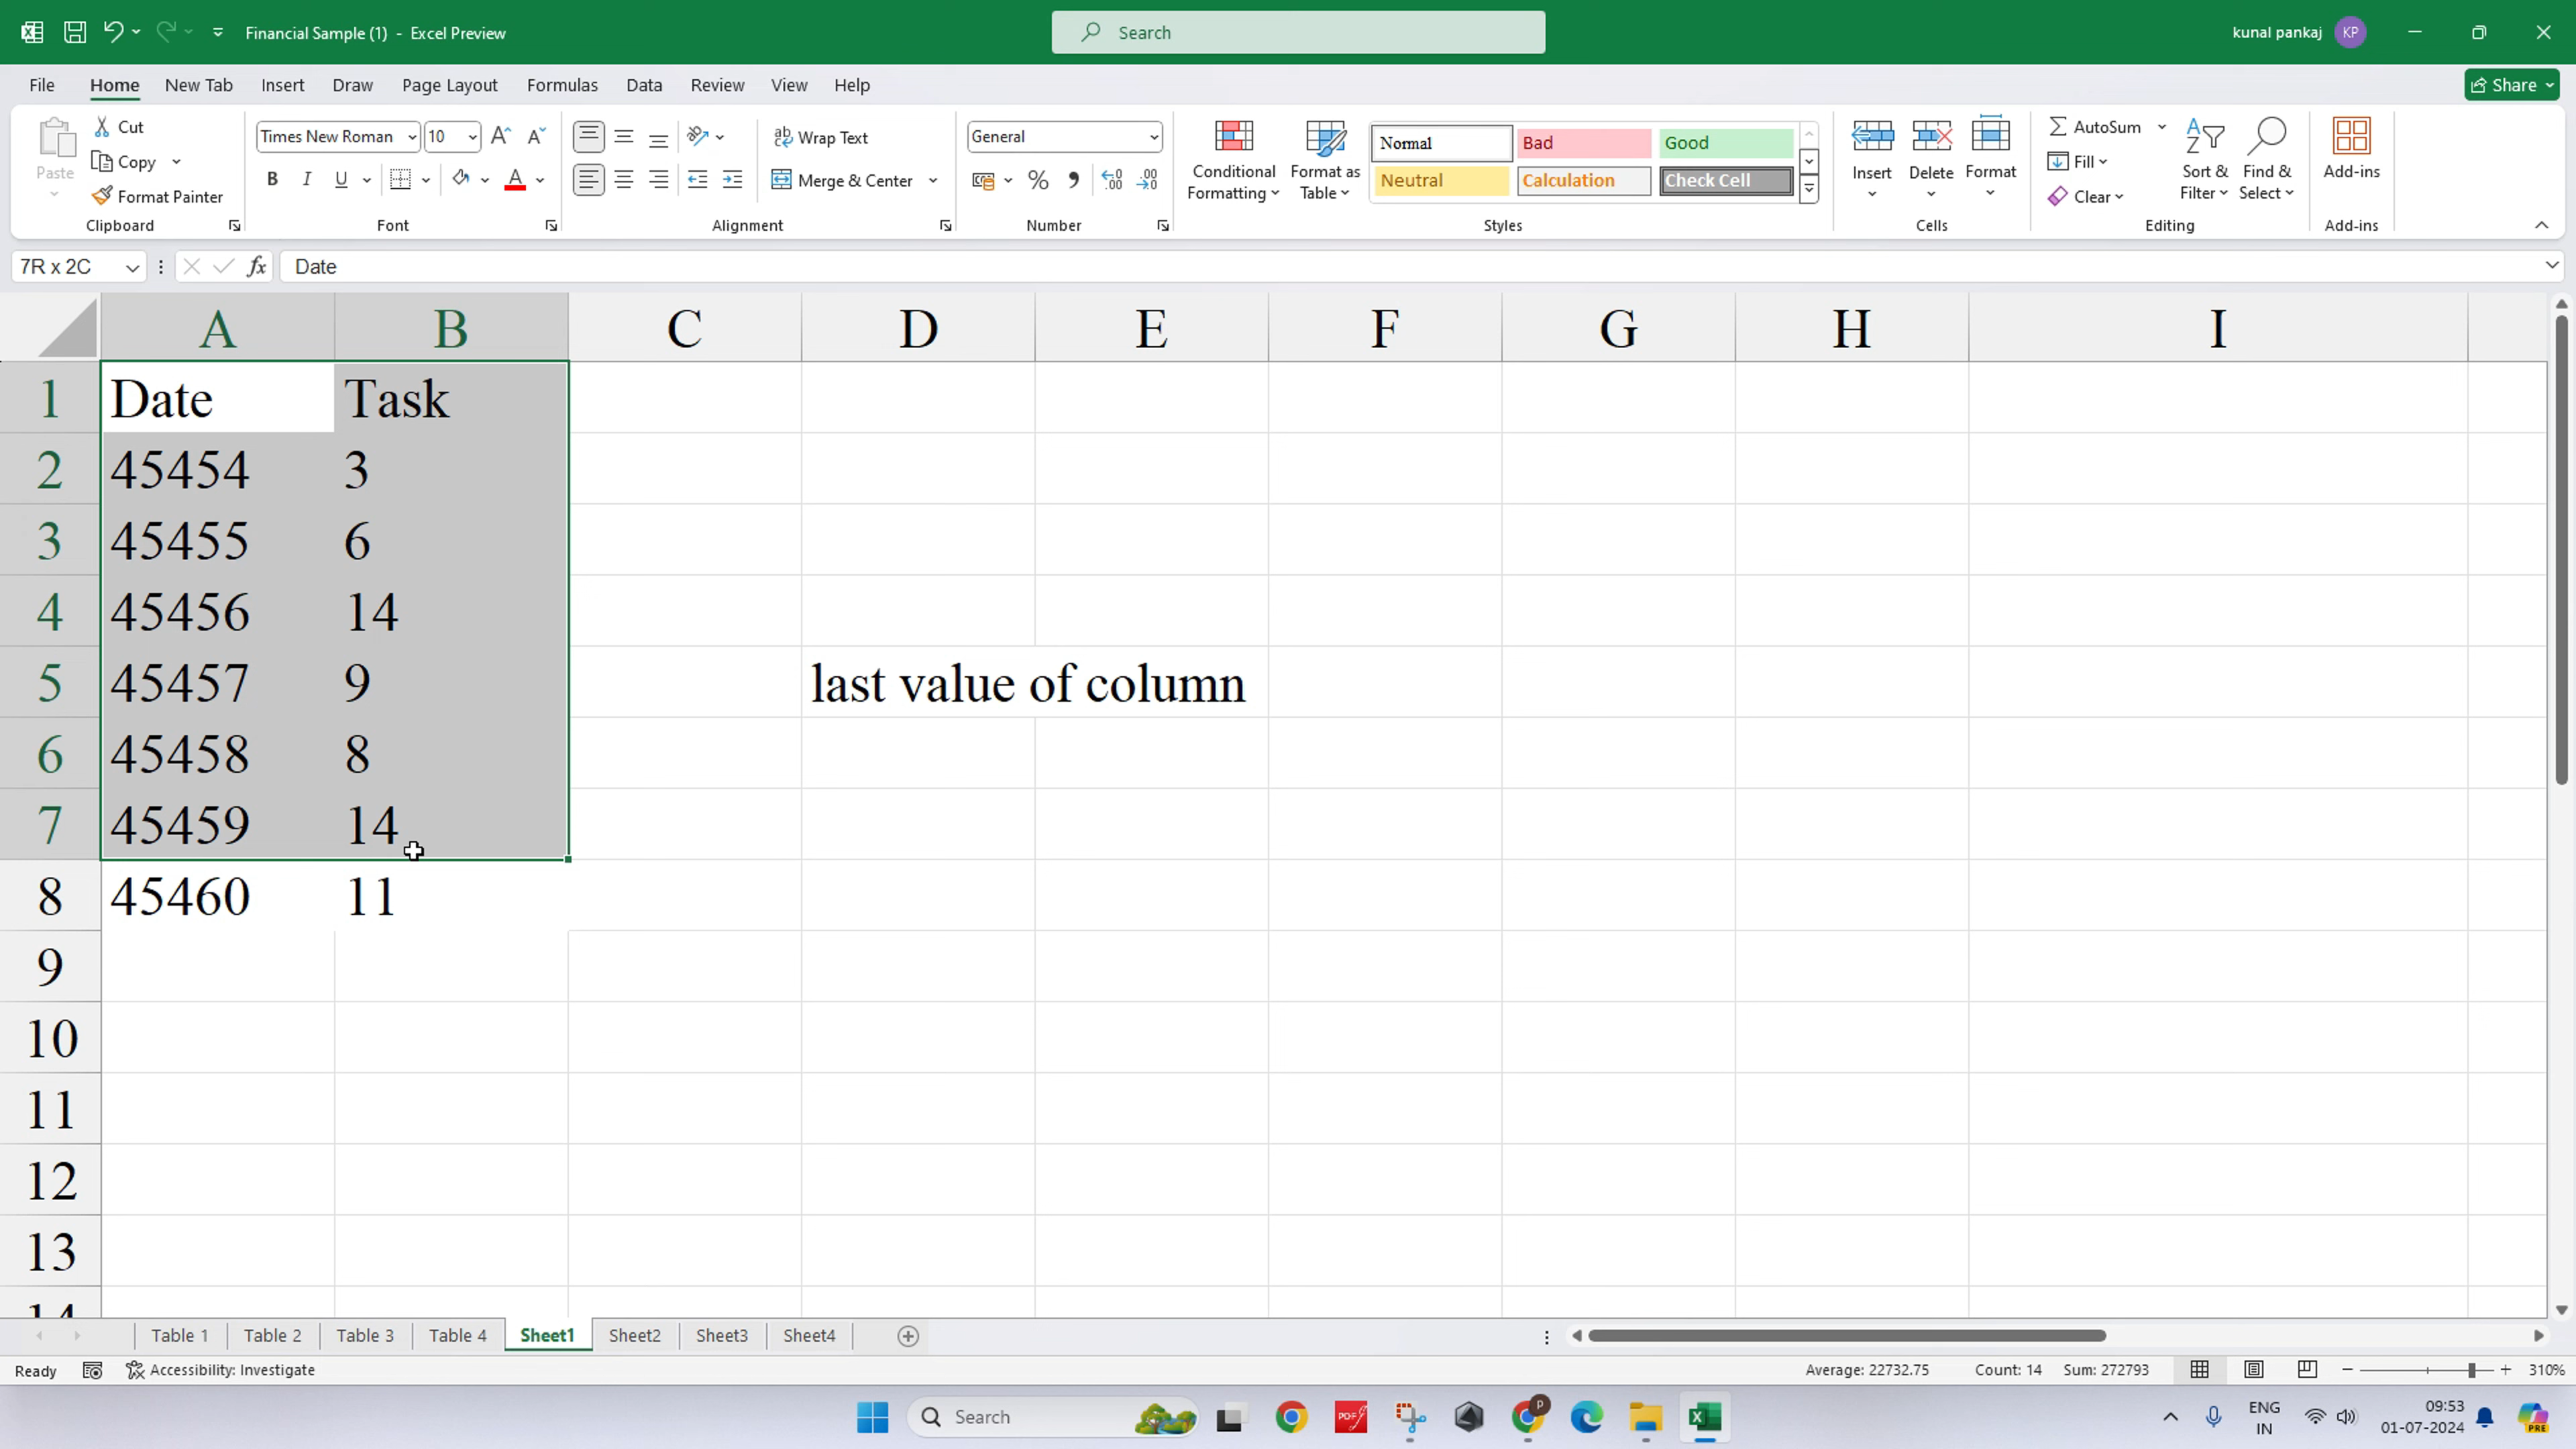 Financial Sample (1) - Excel Preview
Search
kunal pankaj
KP
File Home New Tab Insert Draw Page Layout Formulas Data Review View Help
Share
Paste
Cut
Copy
Format Painter
Clipboard
Times New Roman 10
B I U A
Font
Wrap Text
Merge & Center
Alignment
General
Number
Conditional Formatting
Format as Table
Normal Bad Good
Neutral Calculation Check Cell
Styles
Insert Delete Format
Cells
AutoSum
Fill
Clear
Sort & Filter
Find & Select
Editing
Add-ins
Add-ins
7R x 2C fx Date
A B C D E F G H I
1 Date Task
2 45454 3
3 45455 6
4 45456 14
5 45457 9 last value of column
6 45458 8
7 45459 14
8 45460 11
9
10
11
12
13
14
Table 1 Table 2 Table 3 Table 4 Sheet1 Sheet2 Sheet3 Sheet4
Ready Accessibility: Investigate Average: 22732.75 Count: 14 Sum: 272793 310%
Search
ENG
IN
09:53
01-07-2024
PRE